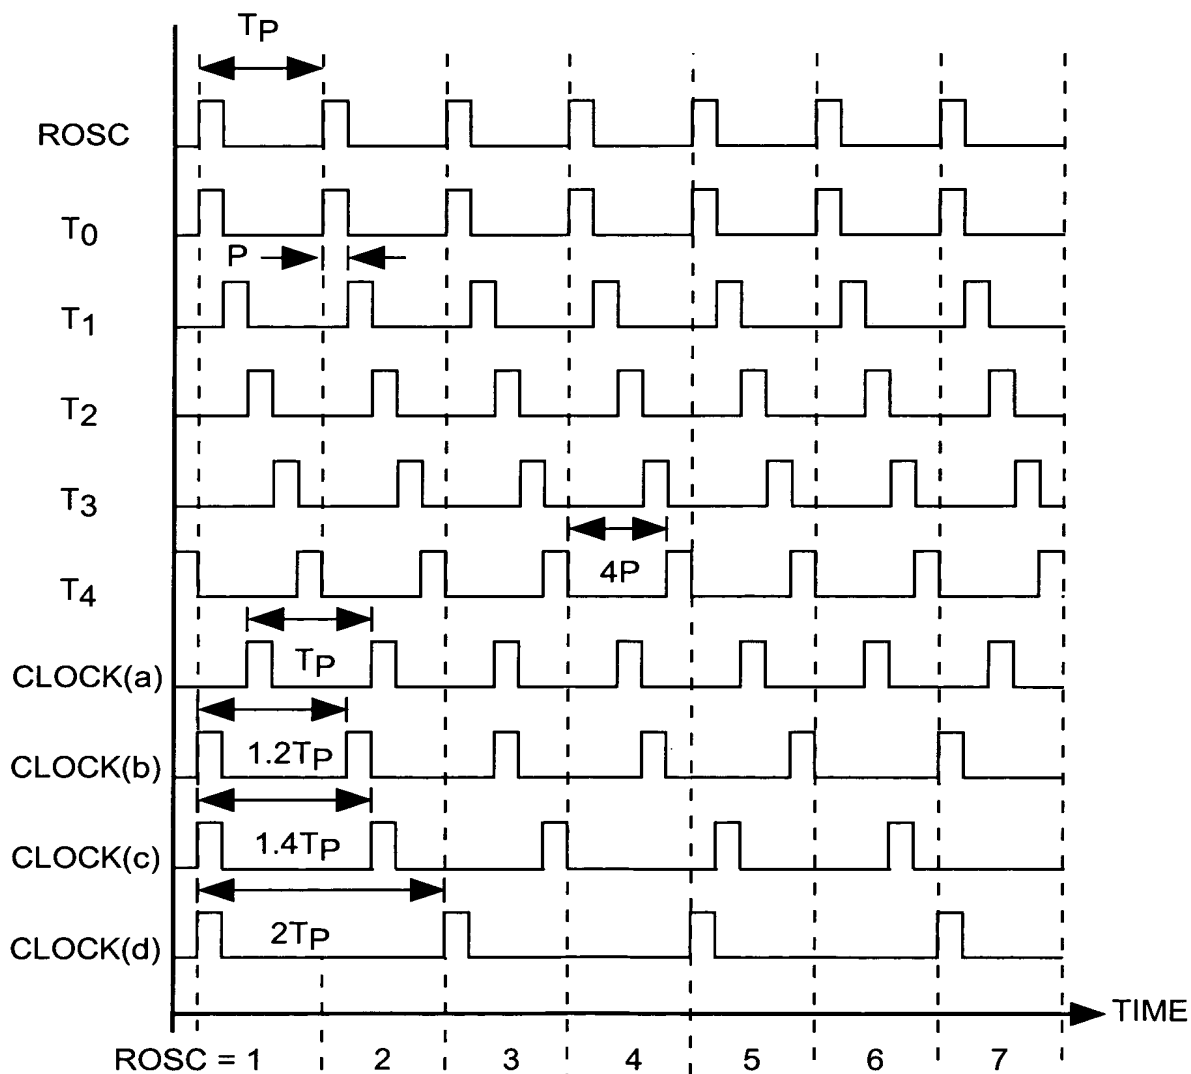 TP
ROSC
T0
P
T1
T2
T3
4P
T4
TP
CLOCK(a)
1.2TP
CLOCK(b)
1.4TP
CLOCK(c)
2TP
CLOCK(d)
TIME
ROSC = 1 2 3 4 5 6 7